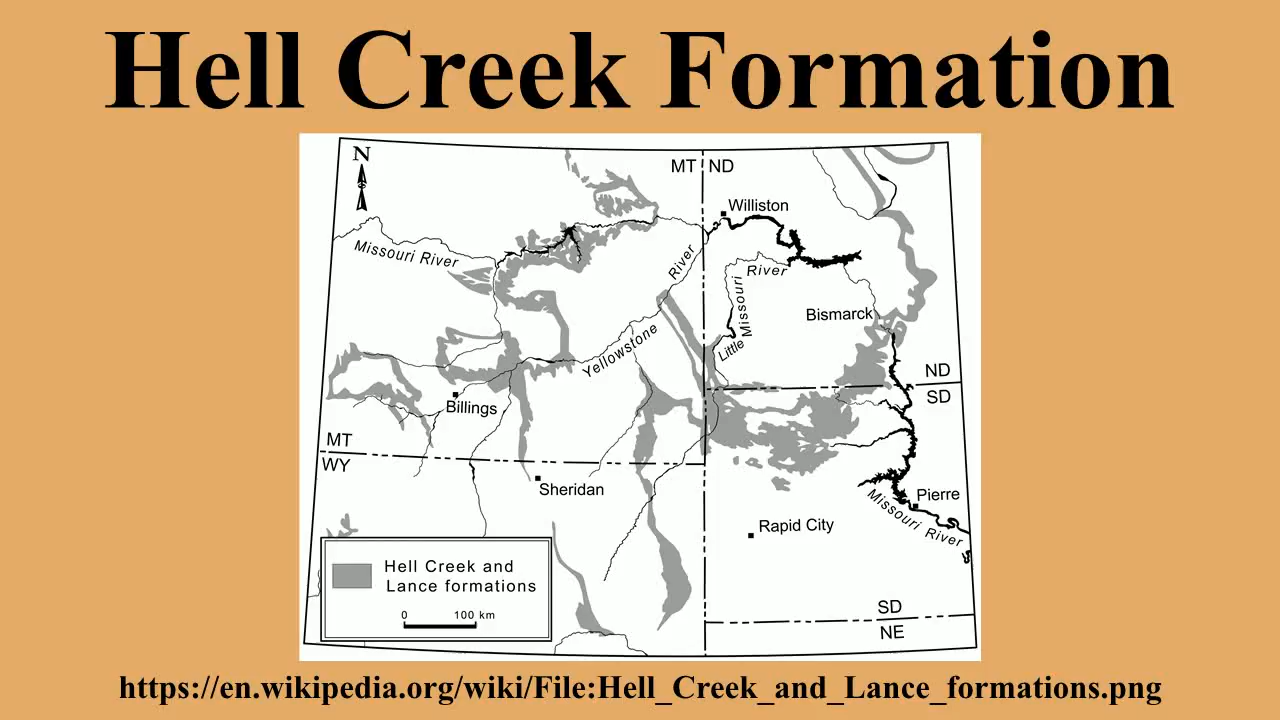 Hell Creek Formation
N
MT ND
Williston
Missouri River
River
River
Little Missouri
Bismarck
Yellowstone
ND
SD
Billings
MT
WY
Sheridan
Pierre
Missouri River
Rapid City
Hell Creek and
Lance formations
0 100 km
SD
NE
https://en.wikipedia.org/wiki/File:Hell_Creek_and_Lance_formations.png